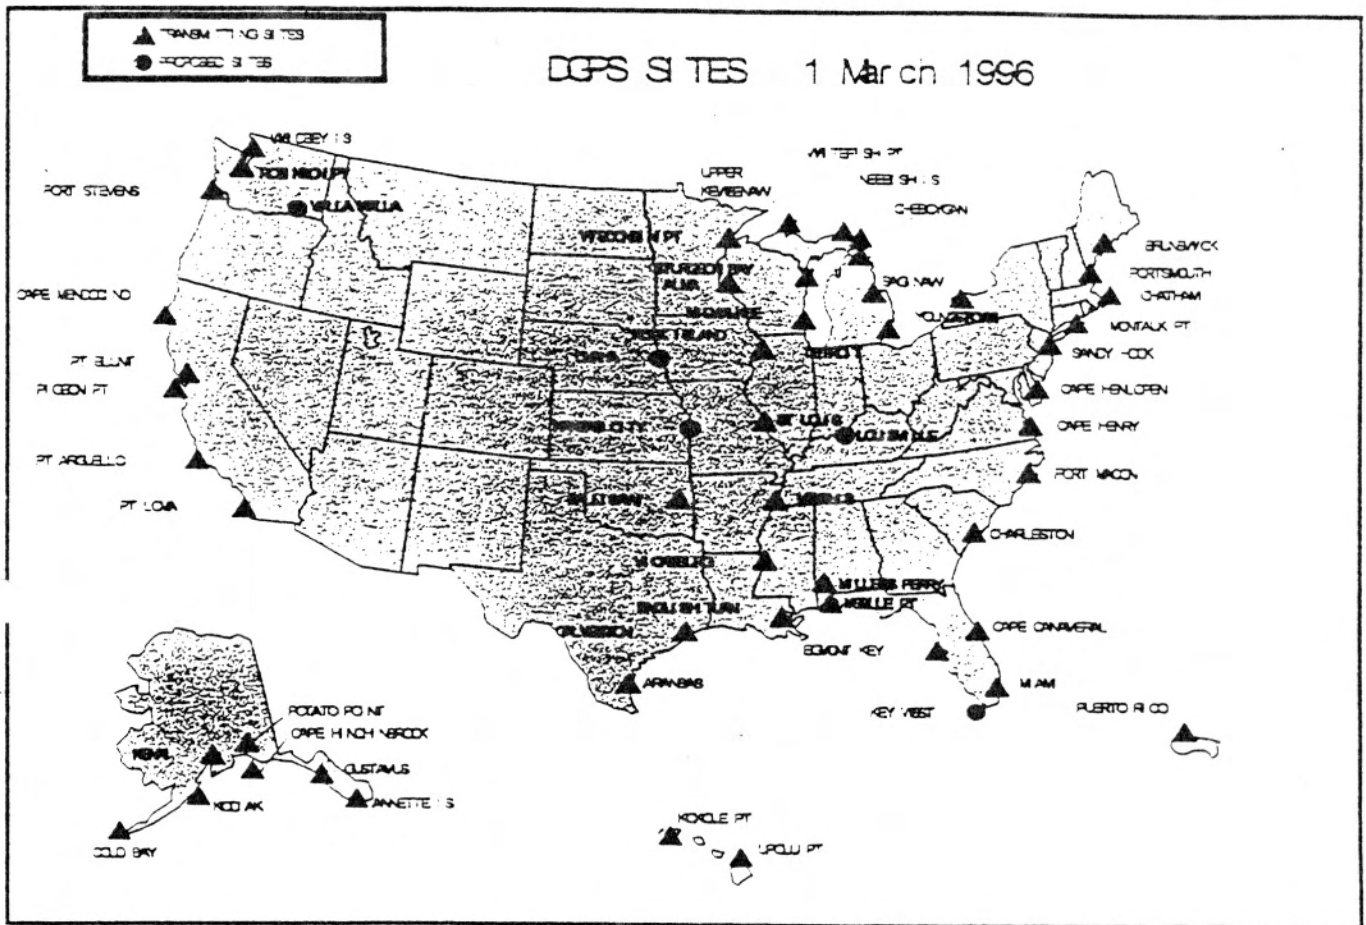 TRANSMITTING SITES
PROPOSED SITES
DGPS SITES 1 March 1996
WHIDBEY IS
ROBINSON PT
PORT STEVENS
WALLA WALLA
UPPER
KEWEENAW
WHITEFISH PT
NEEBISH IS
CHEBOYGAN
WISCONSIN PT
STURGEON BAY
ALMA
MILWAUKEE
SAGINAW
YOUNGSTOWN
DETROIT
ROCK ISLAND
OMAHA
BRUNSWICK
PORTSMOUTH
CHATHAM
MONTAUK PT
SANDY HOOK
CAPE HENLOPEN
CAPE HENRY
FORT MACON
CHARLESTON
CAPE MENDOCINO
PT BLUNT
PIGEON PT
PT ARGUELLO
PT LOMA
KANSAS CITY
ST LOUIS
LOUISVILLE
SALLISAW
MEMPHIS
VICKSBURG
MILLERS FERRY
MOBILE PT
ENGLISH TURN
GALVESTON
ARANSAS
EGMONT KEY
CAPE CANAVERAL
MIAMI
KEY WEST
PUERTO RICO
POTATO POINT
CAPE HINCHINBROOK
KENAI
GUSTAVUS
KODIAK
ANNETTE IS
COLD BAY
KOKOLE PT
UPOLU PT